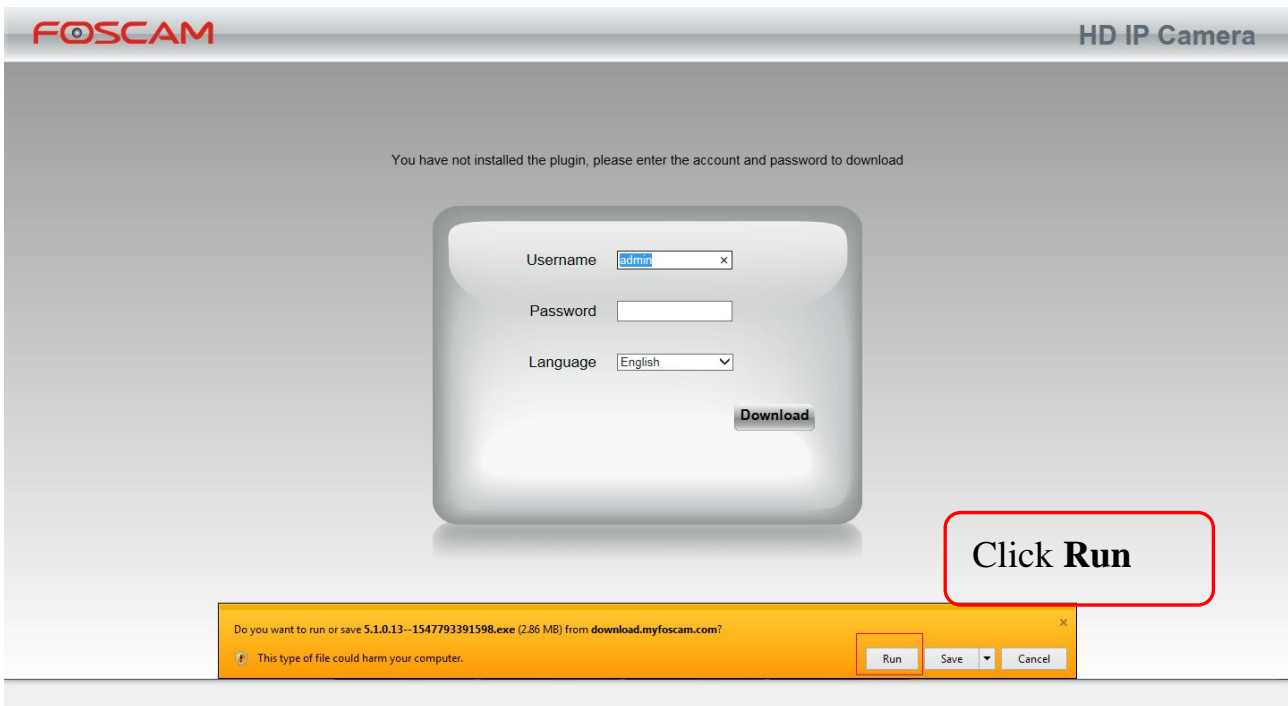 FOSCAM
HD IP Camera
You have not installed the plugin, please enter the account and password to download
Username admin ×
Password
Language English
Download
Click Run
Do you want to run or save 5.1.0.13--1547793391598.exe (2.86 MB) from download.myfoscam.com? ×
This type of file could harm your computer.
Run Save Cancel